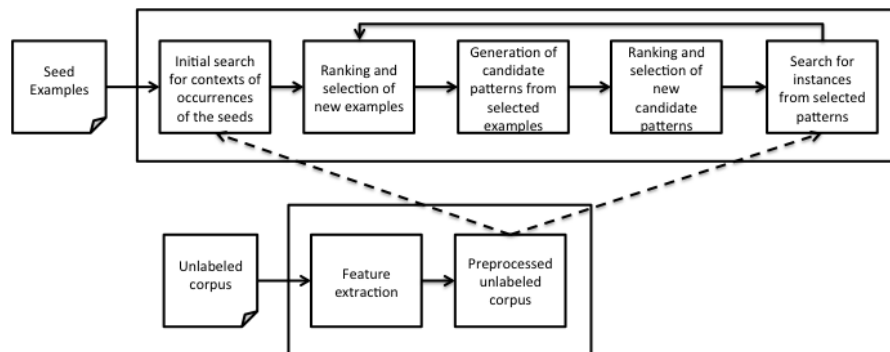 Seed
Examples
Initial search
for contexts of
occurrences
of the seeds
Ranking and
selection of
new examples
Generation of
candidate
patterns from
selected
examples
Ranking and
selection of
new
candidate
patterns
Search for
instances
from selected
patterns
Unlabeled
corpus
Feature
extraction
Preprocessed
unlabeled
corpus